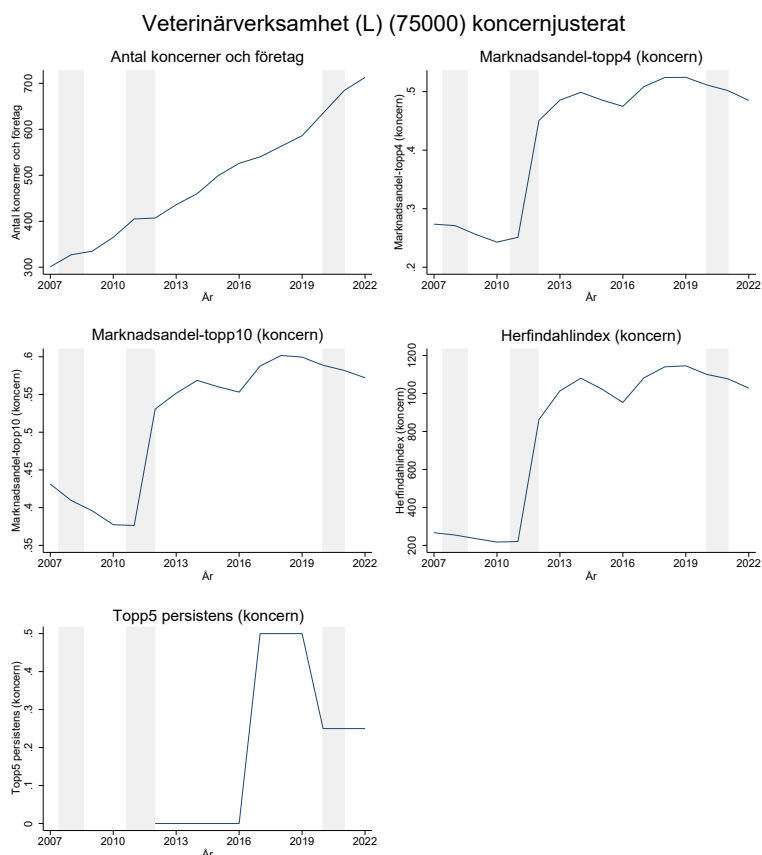 Veterinärverksamhet (L) (75000) koncernjusterat
Antal koncerner och företag
Antal koncerner och företag
300 400 500 600 700
2007 2010 2013 2016 2019 2022
År
Marknadsandel-topp4 (koncern)
Marknadsandel-topp4 (koncern)
.2 .3 .4 .5
2007 2010 2013 2016 2019 2022
År
Marknadsandel-topp10 (koncern)
Marknadsandel-topp10 (koncern)
.35 .4 .45 .5 .55 .6
2007 2010 2013 2016 2019 2022
År
Herfindahlindex (koncern)
Herfindahlindex (koncern)
200 400 600 800 1000 1200
2007 2010 2013 2016 2019 2022
År
Topp5 persistens (koncern)
Topp5 persistens (koncern)
0 .1 .2 .3 .4 .5
2007 2010 2013 2016 2019 2022
År